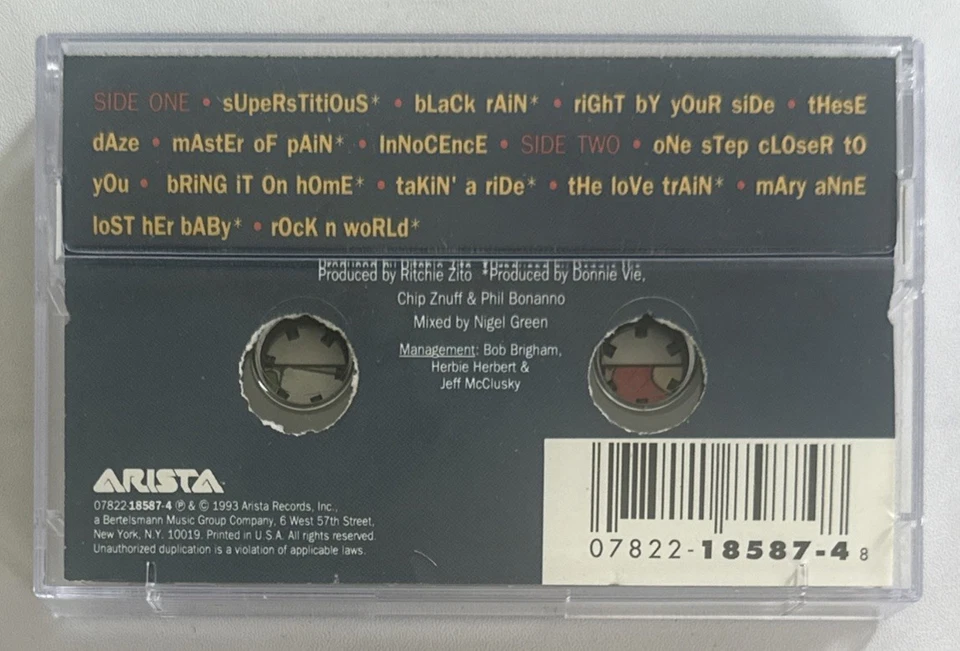 SIDE ONE • sUpeRsTitiOuS* • bLaCk rAiN* • riGhT bY yOuR siDe • tHesE
dAze • mAstEr oF pAiN* • InNoCEncE • SIDE TWO • oNe sTep cLOseR tO
yOu • bRiNG iT On hOmE* • taKiN' a riDe* • tHe loVe trAiN* • mAry aNnE
loST hEr bABy* • rOcK n woRLd*
Produced by Ritchie Zito *Produced by Donnie Vie,
Chip Znuff & Phil Bonanno
Mixed by Nigel Green
Management: Bob Brigham,
Herbie Herbert &
Jeff McClusky
ARISTA
07822-18587-4 ℗ & © 1993 Arista Records, Inc.,
a Bertelsmann Music Group Company, 6 West 57th Street,
New York, N.Y. 10019. Printed in U.S.A. All rights reserved.
Unauthorized duplication is a violation of applicable laws.
07822-18587-4 8